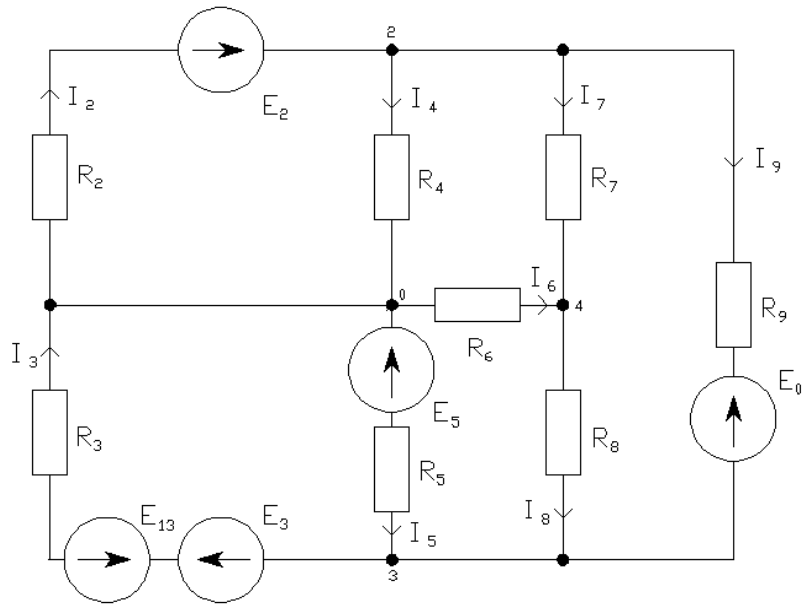 2
I₂
E₂
I₄
I₇
I₉
R₂
R₄
R₇
0
I₆
4
R₉
I₃
R₆
E₀
E₅
R₃
R₅
R₈
E₁₃
E₃
I₅
I₈
3